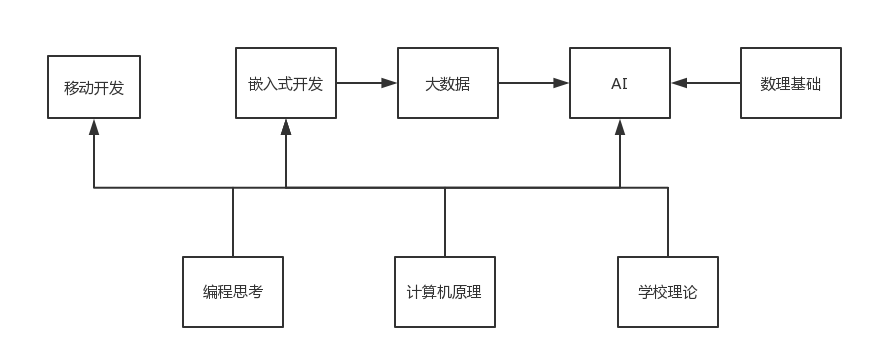 移动开发
嵌入式开发
大数据
AI
数理基础
编程思考
计算机原理
学校理论